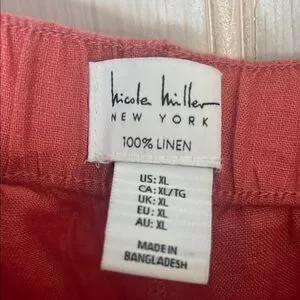 nicole miller
NEW YORK
100% LINEN
US: XL
CA: XL/TG
UK: XL
EU: XL
AU: XL
MADE IN
BANGLADESH